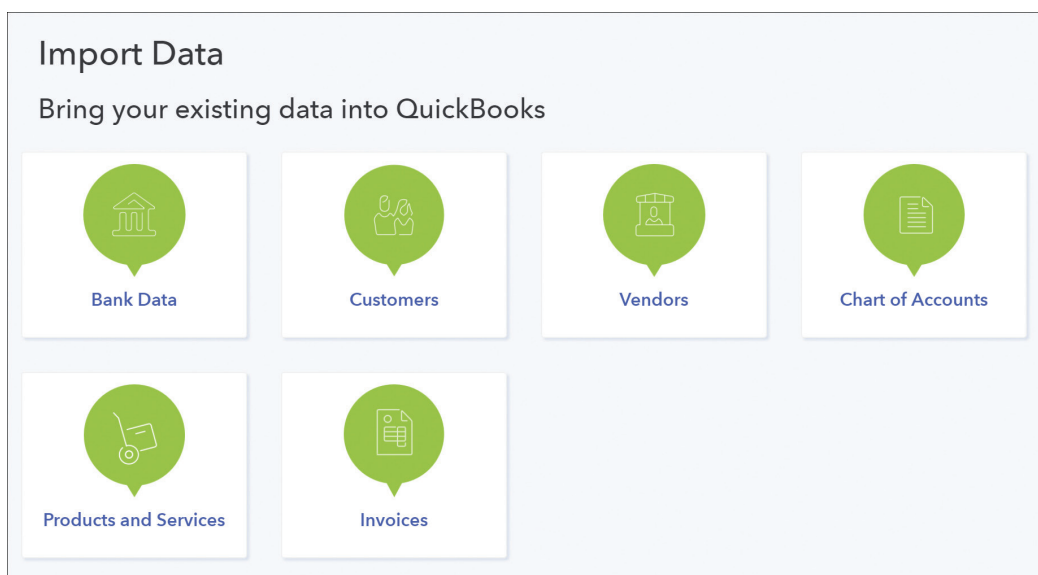 Import Data
Bring your existing data into QuickBooks
Bank Data
Customers
Vendors
Chart of Accounts
Products and Services
Invoices